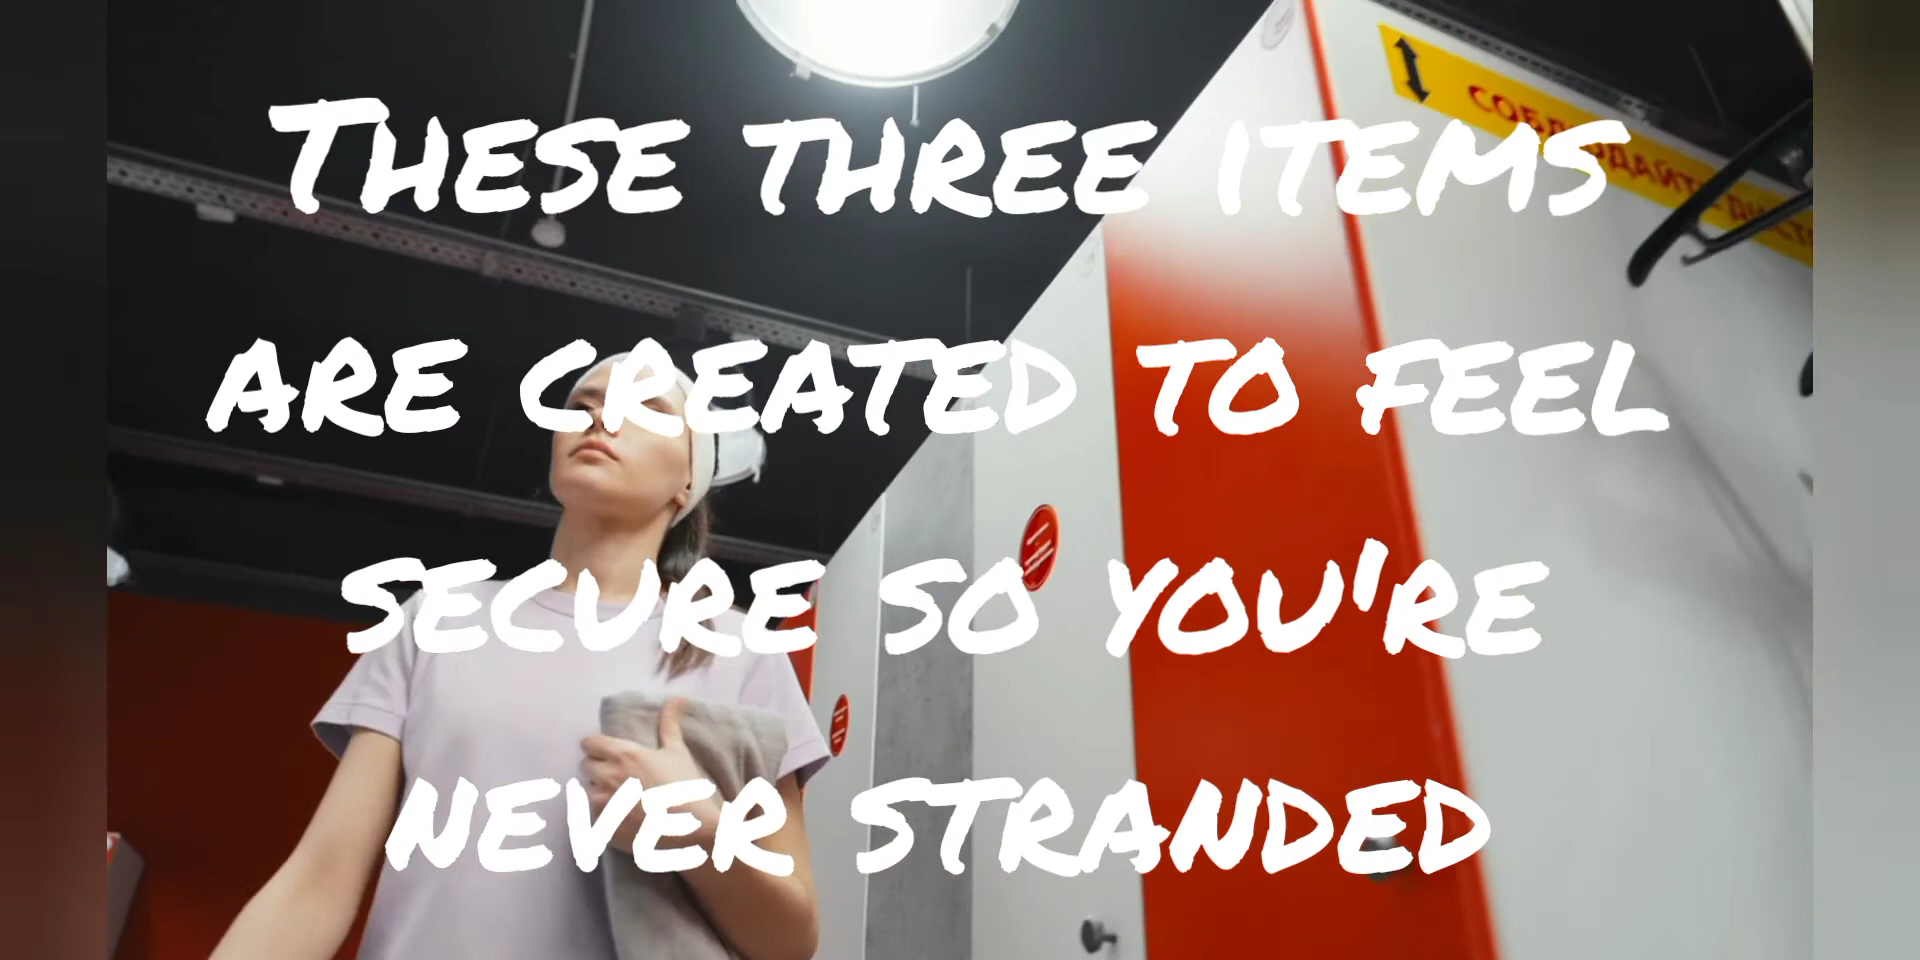 THESE THREE ITEMS
ARE CREATED TO FEEL
SECURE SO YOU'RE
NEVER STRANDED